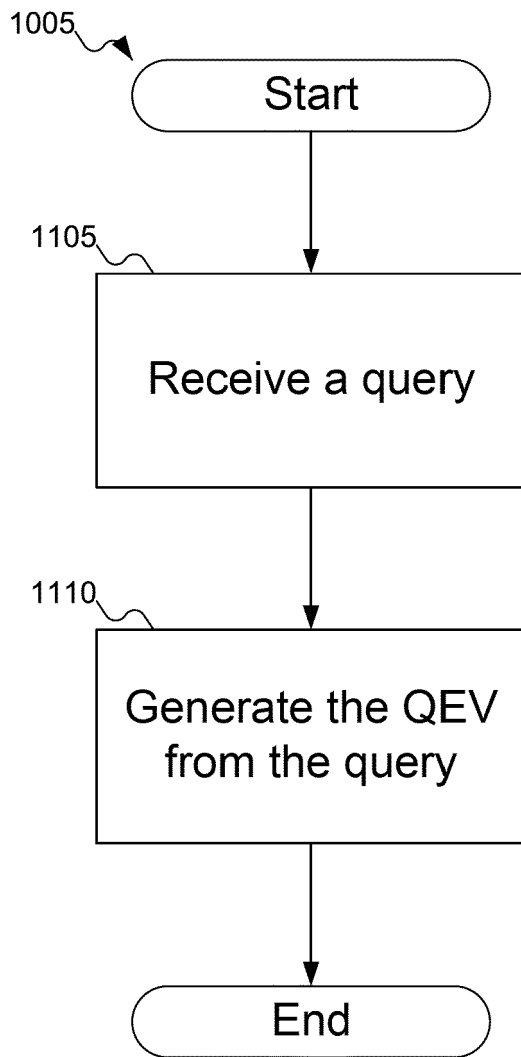 1005
Start
1105
Receive a query
1110
Generate the QEV
from the query
End